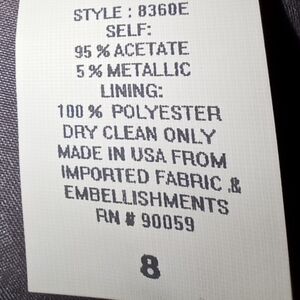 STYLE : 8360E
SELF:
95 % ACETATE
5 % METALLIC
LINING:
100 % POLYESTER
DRY CLEAN ONLY
MADE IN USA FROM
IMPORTED FABRIC &
EMBELLISHMENTS
RN # 90059
8